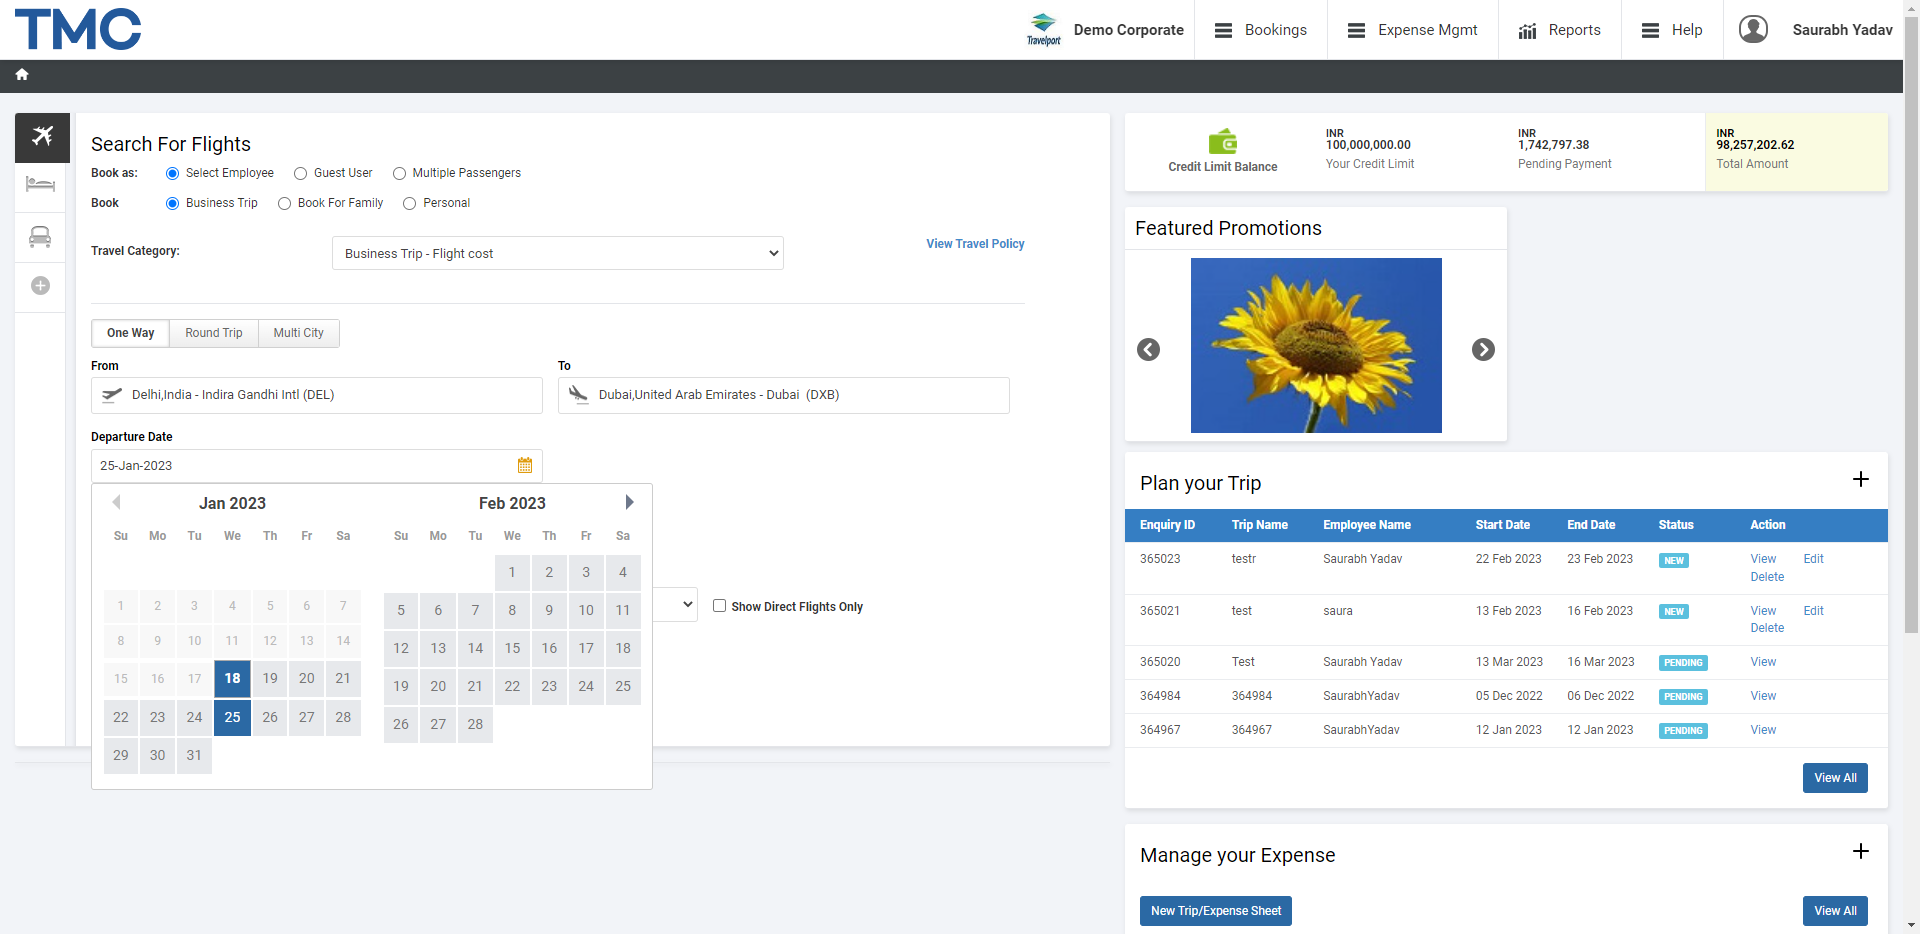 TMC
Travelport
Demo Corporate
Bookings
Expense Mgmt
Reports
Help
Saurabh Yadav
Search For Flights
Book as: Select Employee Guest User Multiple Passengers
Book Business Trip Book For Family Personal
Travel Category: Business Trip - Flight cost View Travel Policy
One Way Round Trip Multi City
From To
Delhi,India - Indira Gandhi Intl (DEL) Dubai,United Arab Emirates - Dubai (DXB)
Departure Date
25-Jan-2023
Jan 2023
Su Mo Tu We Th Fr Sa
1 2 3 4 5 6 7
8 9 10 11 12 13 14
15 16 17 18 19 20 21
22 23 24 25 26 27 28
29 30 31
Feb 2023
Su Mo Tu We Th Fr Sa
1 2 3 4
5 6 7 8 9 10 11
12 13 14 15 16 17 18
19 20 21 22 23 24 25
26 27 28
Show Direct Flights Only
Credit Limit Balance
INR
100,000,000.00
Your Credit Limit
INR
1,742,797.38
Pending Payment
INR
98,257,202.62
Total Amount
Featured Promotions
Plan your Trip
Enquiry ID Trip Name Employee Name Start Date End Date Status Action
365023 testr Saurabh Yadav 22 Feb 2023 23 Feb 2023 NEW View Edit
Delete
365021 test saura 13 Feb 2023 16 Feb 2023 NEW View Edit
Delete
365020 Test Saurabh Yadav 13 Mar 2023 16 Mar 2023 PENDING View
364984 364984 SaurabhYadav 05 Dec 2022 06 Dec 2022 PENDING View
364967 364967 SaurabhYadav 12 Jan 2023 12 Jan 2023 PENDING View
View All
Manage your Expense
New Trip/Expense Sheet View All